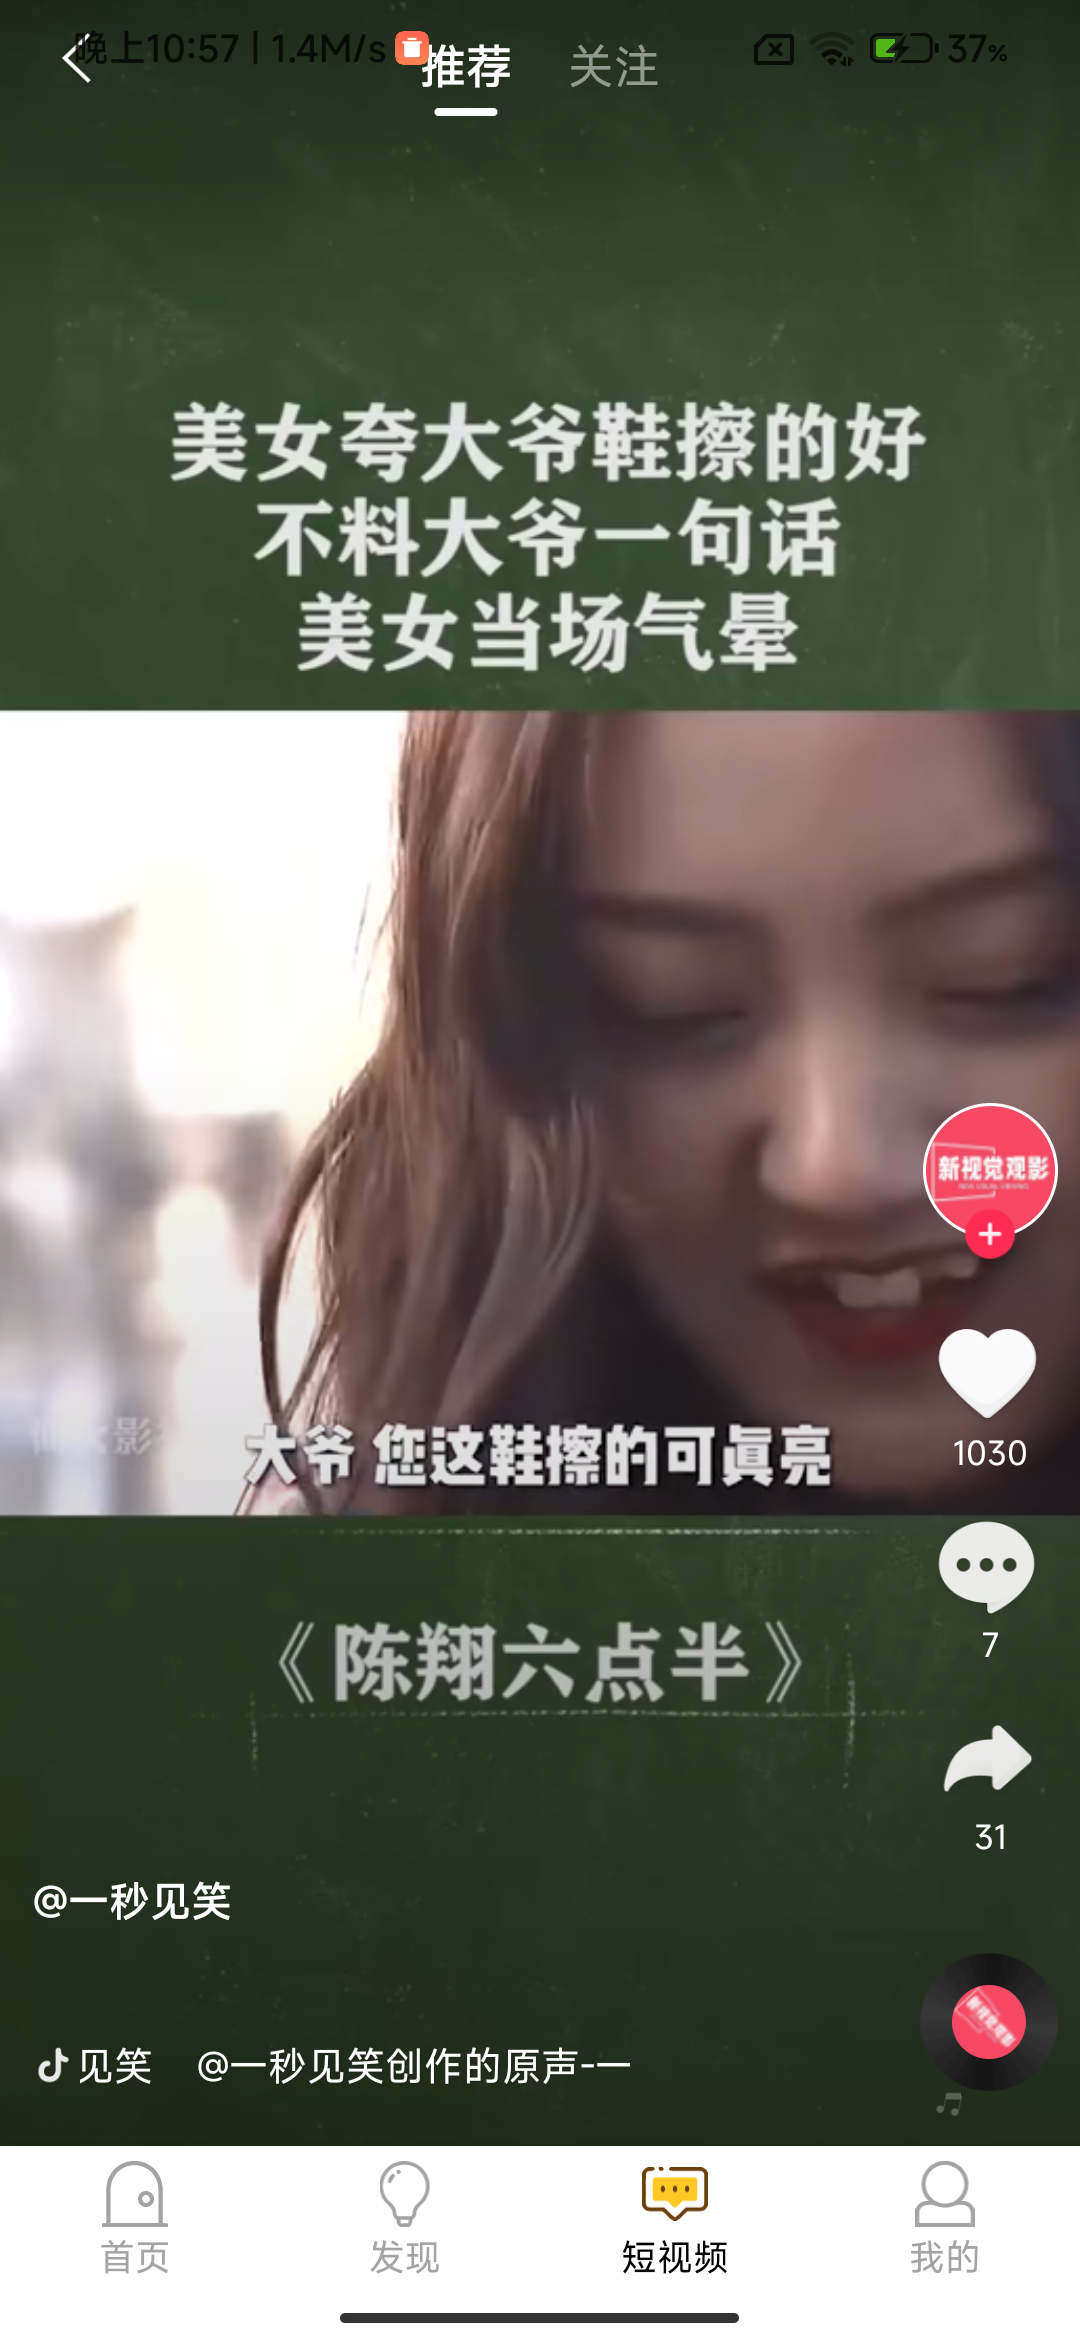 晚上10:57 | 1.4M/s
37%
推荐
关注
美女夸大爷鞋擦的好
不料大爷一句话
美女当场气晕
新视觉观影
大爷 您这鞋擦的可真亮
1030
7
《陈翔六点半》
31
@一秒见笑
见笑 @一秒见笑创作的原声-一
首页
发现
短视频
我的